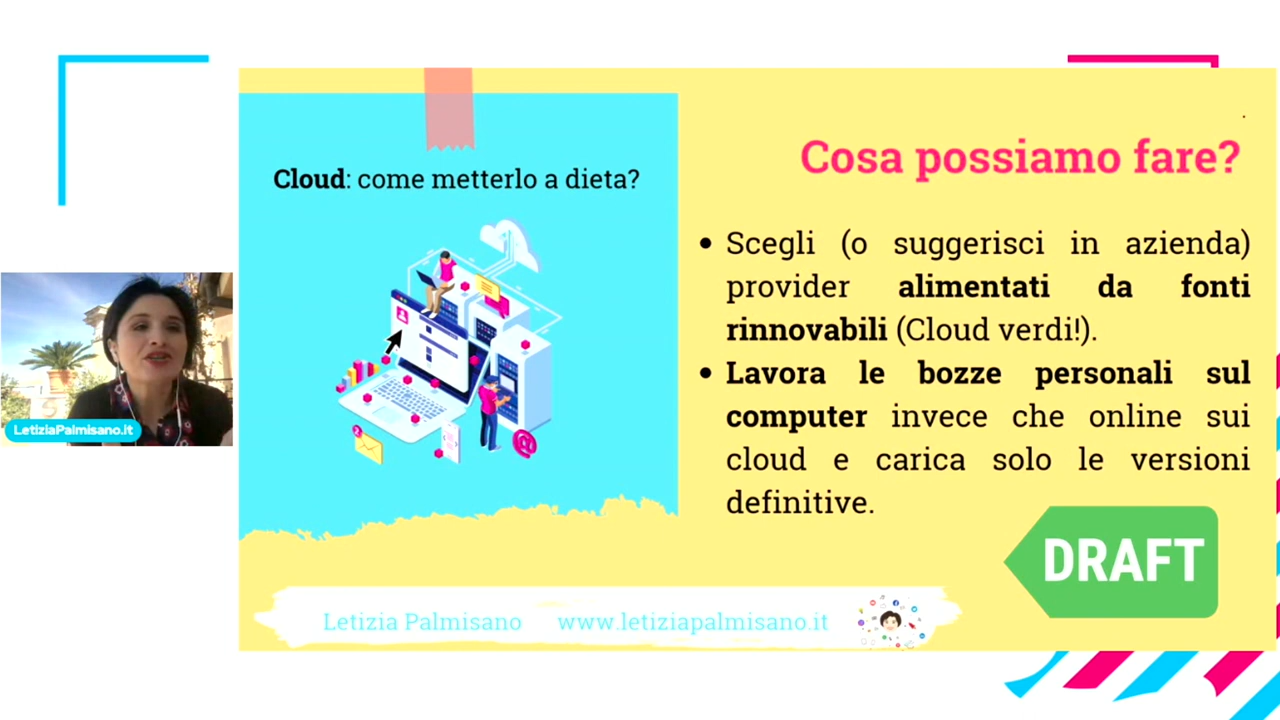 Cosa possiamo fare?
Cloud: come metterlo a dieta?
• Scegli (o suggerisci in azienda)
provider alimentati da fonti
rinnovabili (Cloud verdi!).
• Lavora le bozze personali sul
computer invece che online sui
cloud e carica solo le versioni
definitive.
LetiziaPalmisano.it
DRAFT
Letizia Palmisano www.letiziapalmisano.it
2
@